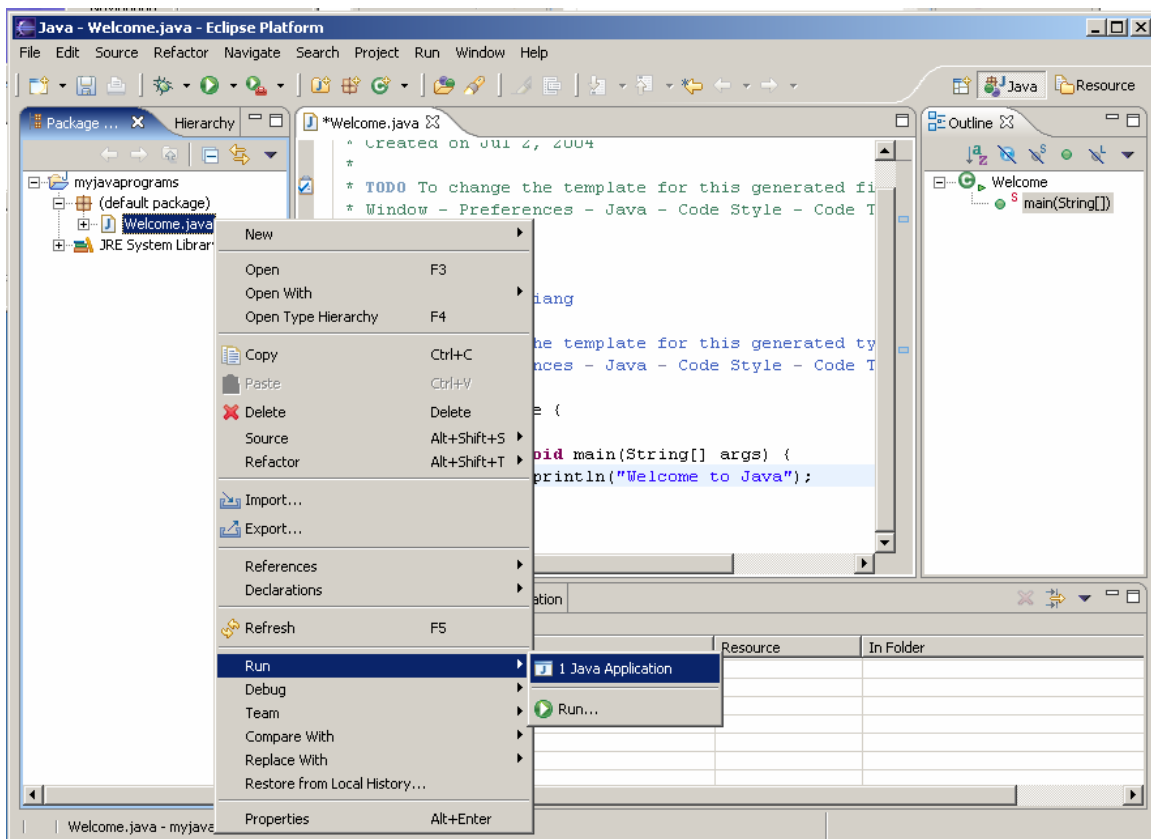 Java - Welcome.java - Eclipse Platform
File Edit Source Refactor Navigate Search Project Run Window Help
Java Resource
Package ... Hierarchy
myjavaprograms
(default package)
Welcome.java
JRE System Librar
*Welcome.java
* Created on Jul 2, 2004
*
* TODO To change the template for this generated fi
* Window - Preferences - Java - Code Style - Code T
iang
he template for this generated ty
nces - Java - Code Style - Code T
e {
oid main(String[] args) {
println("Welcome to Java");
Outline
Welcome
main(String[])
New
Open F3
Open With
Open Type Hierarchy F4
Copy Ctrl+C
Paste Ctrl+V
Delete Delete
Source Alt+Shift+S
Refactor Alt+Shift+T
Import...
Export...
References
Declarations
Refresh F5
Run
Debug
Team
Compare With
Replace With
Restore from Local History...
Properties Alt+Enter
1 Java Application
Run...
ation
Resource In Folder
Welcome.java - myjava